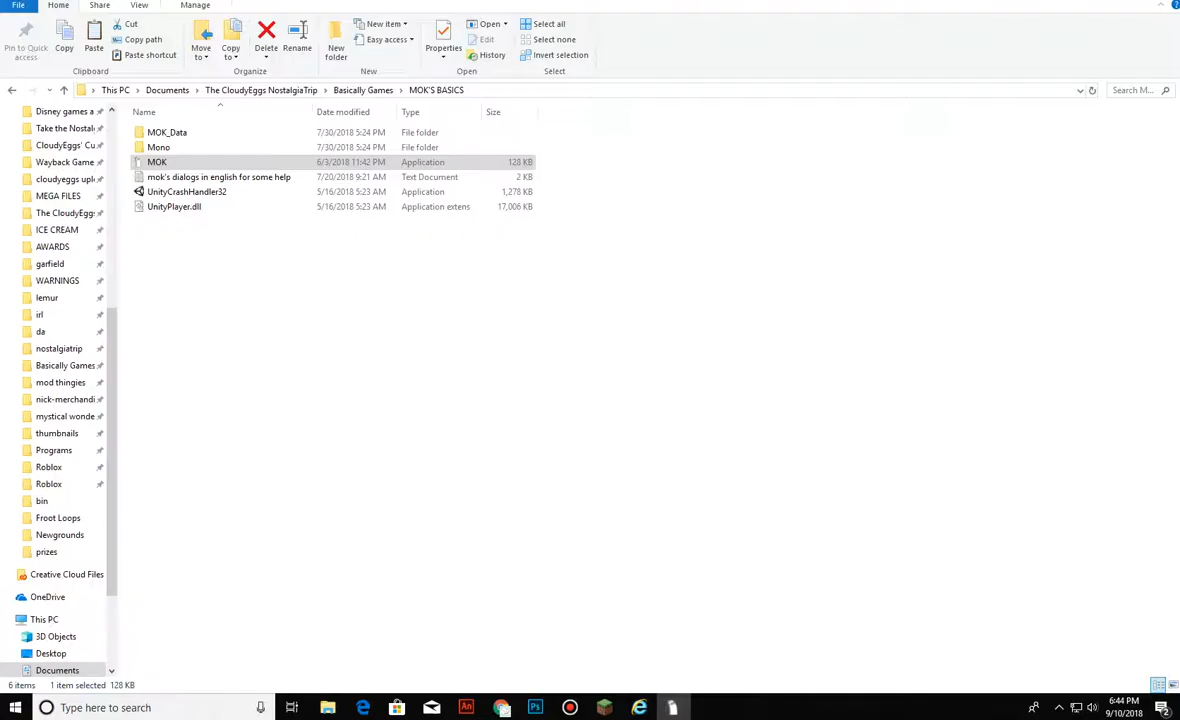 File Home Share View Manage
Pin to Quick access.
Copy
Paste
Cut
Copy path
Paste shortcut
Clipboard
Move to
Copy to
Delete
Rename
Organize
New folder
New item
Easy access
New
Properties
Open
Edit
History
Open
Select all
Select none
Invert selection
Select
This PC > Documents > The CloudyEggs NostalgiaTrip > Basically Games > MOK'S BASICS
Search M...
Name Date modified Type Size
MOK_Data 7/30/2018 5:24 PM File folder
Mono 7/30/2018 5:24 PM File folder
MOK 6/3/2018 11:42 PM Application 128 KB
mok's dialogs in english for some help 7/20/2018 9:21 AM Text Document 2 KB
UnityCrashHandler32 5/16/2018 5:23 AM Application 1,278 KB
UnityPlayer.dll 5/16/2018 5:23 AM Application extens 17,006 KB
Disney games a
Take the Nostal
CloudyEggs' Cu
Wayback Game
cloudyeggs uplo
MEGA FILES
The CloudyEggs
ICE CREAM
AWARDS
garfield
WARNINGS
lemur
irl
da
nostalgiatrip
Basically Games
mod thingies
nick-merchandi
mystical wonde
thumbnails
Programs
Roblox
Roblox
bin
Froot Loops
Newgrounds
prizes
Creative Cloud Files
OneDrive
This PC
3D Objects
Desktop
Documents
6 items 1 item selected 128 KB
Type here to search
An
Ps
6:44 PM
9/10/2018
2